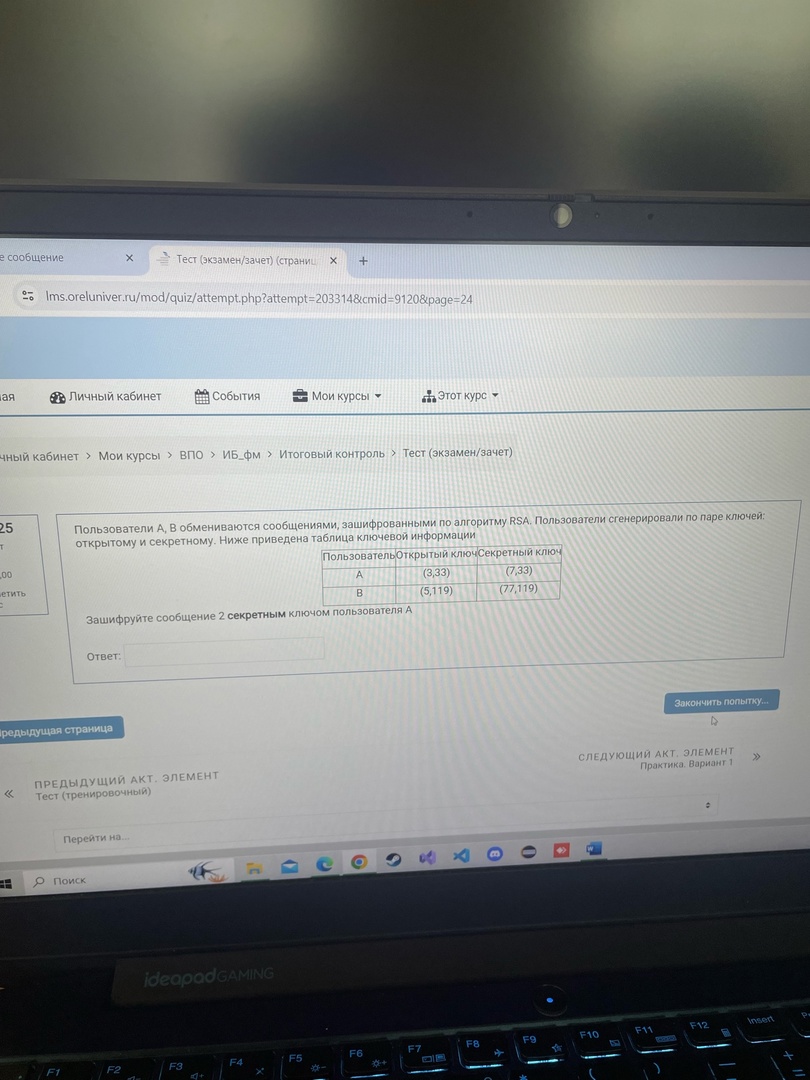 е сообщение
Тест (экзамен/зачет) (страниц
lms.oreluniver.ru/mod/quiz/attempt.php?attempt=203314&cmid=9120&page=24
ая Личный кабинет События Мои курсы Этот курс
чный кабинет > Мои курсы > ВПО > ИБ_фм > Итоговый контроль > Тест (экзамен/зачет)
25
т
,00
етить
с
Пользователи А, В обмениваются сообщениями, зашифрованными по алгоритму RSA. Пользователи сгенерировали по паре ключей:
открытому и секретному. Ниже приведена таблица ключевой информации
Пользователь Открытый ключ Секретный ключ
А (3,33) (7,33)
В (5,119) (77,119)
Зашифруйте сообщение 2 секретным ключом пользователя А
Ответ:
Закончить попытку...
редыдущая страница
« ПРЕДЫДУЩИЙ АКТ. ЭЛЕМЕНТ
Тест (тренировочный)
СЛЕДУЮЩИЙ АКТ. ЭЛЕМЕНТ »
Практика. Вариант 1
Перейти на...
Поиск
ideapad GAMING
F1 F2 F3 F4 F5 F6 F7 F8 F9 F10 F11 F12 Insert